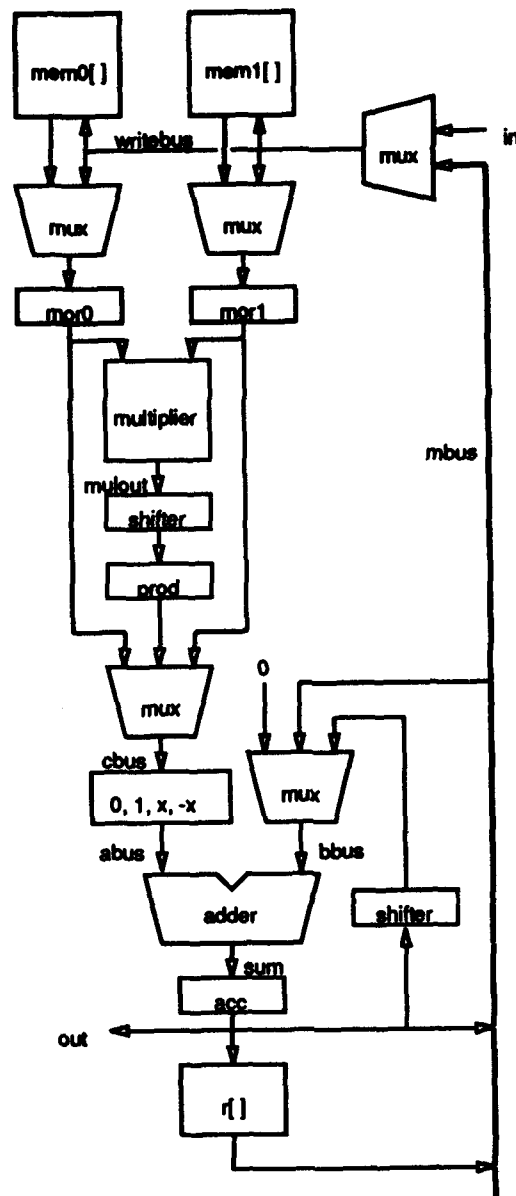 mem0[ ]
mem1[ ]
writebus
mux
in
mux
mux
mor0
mor1
multiplier
mbus
mulout
shifter
prod
mux
0
cbus
mux
0, 1, x, -x
abus
bbus
adder
shifter
sum
acc
out
r[ ]